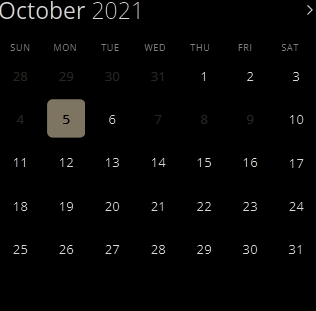 October 2021
SUN MON TUE WED THU FRI SAT
28 29 30 31 1 2 3
4 5 6 7 8 9 10
11 12 13 14 15 16 17
18 19 20 21 22 23 24
25 26 27 28 29 30 31